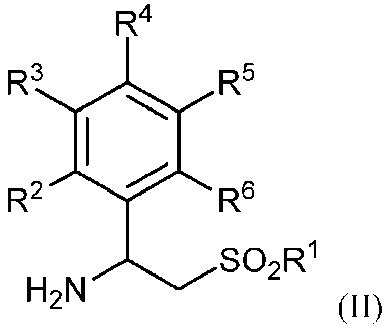 R⁴
R³ R⁵
R² R⁶
H₂N SO₂R¹
(II)